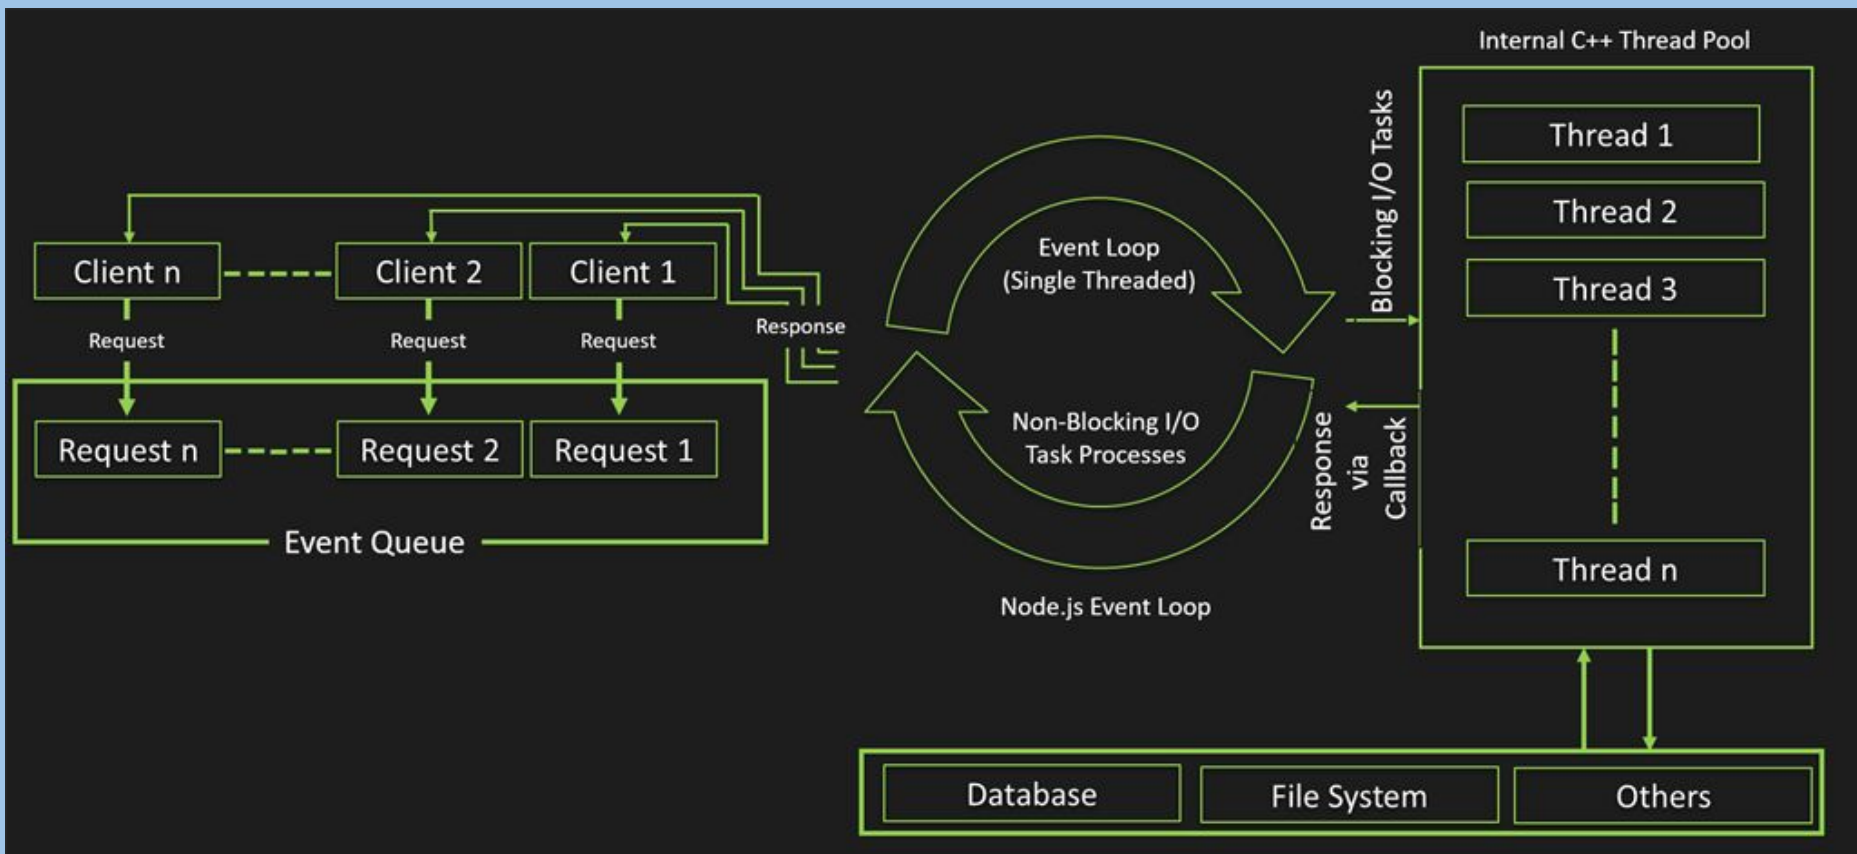 Internal C++ Thread Pool
Client n
Client 2
Client 1
Request
Request
Request
Response
Request n
Request 2
Request 1
Event Queue
Event Loop
(Single Threaded)
Non-Blocking I/O
Task Processes
Node.js Event Loop
Blocking I/O Tasks
Response
via
Callback
Thread 1
Thread 2
Thread 3
Thread n
Database
File System
Others